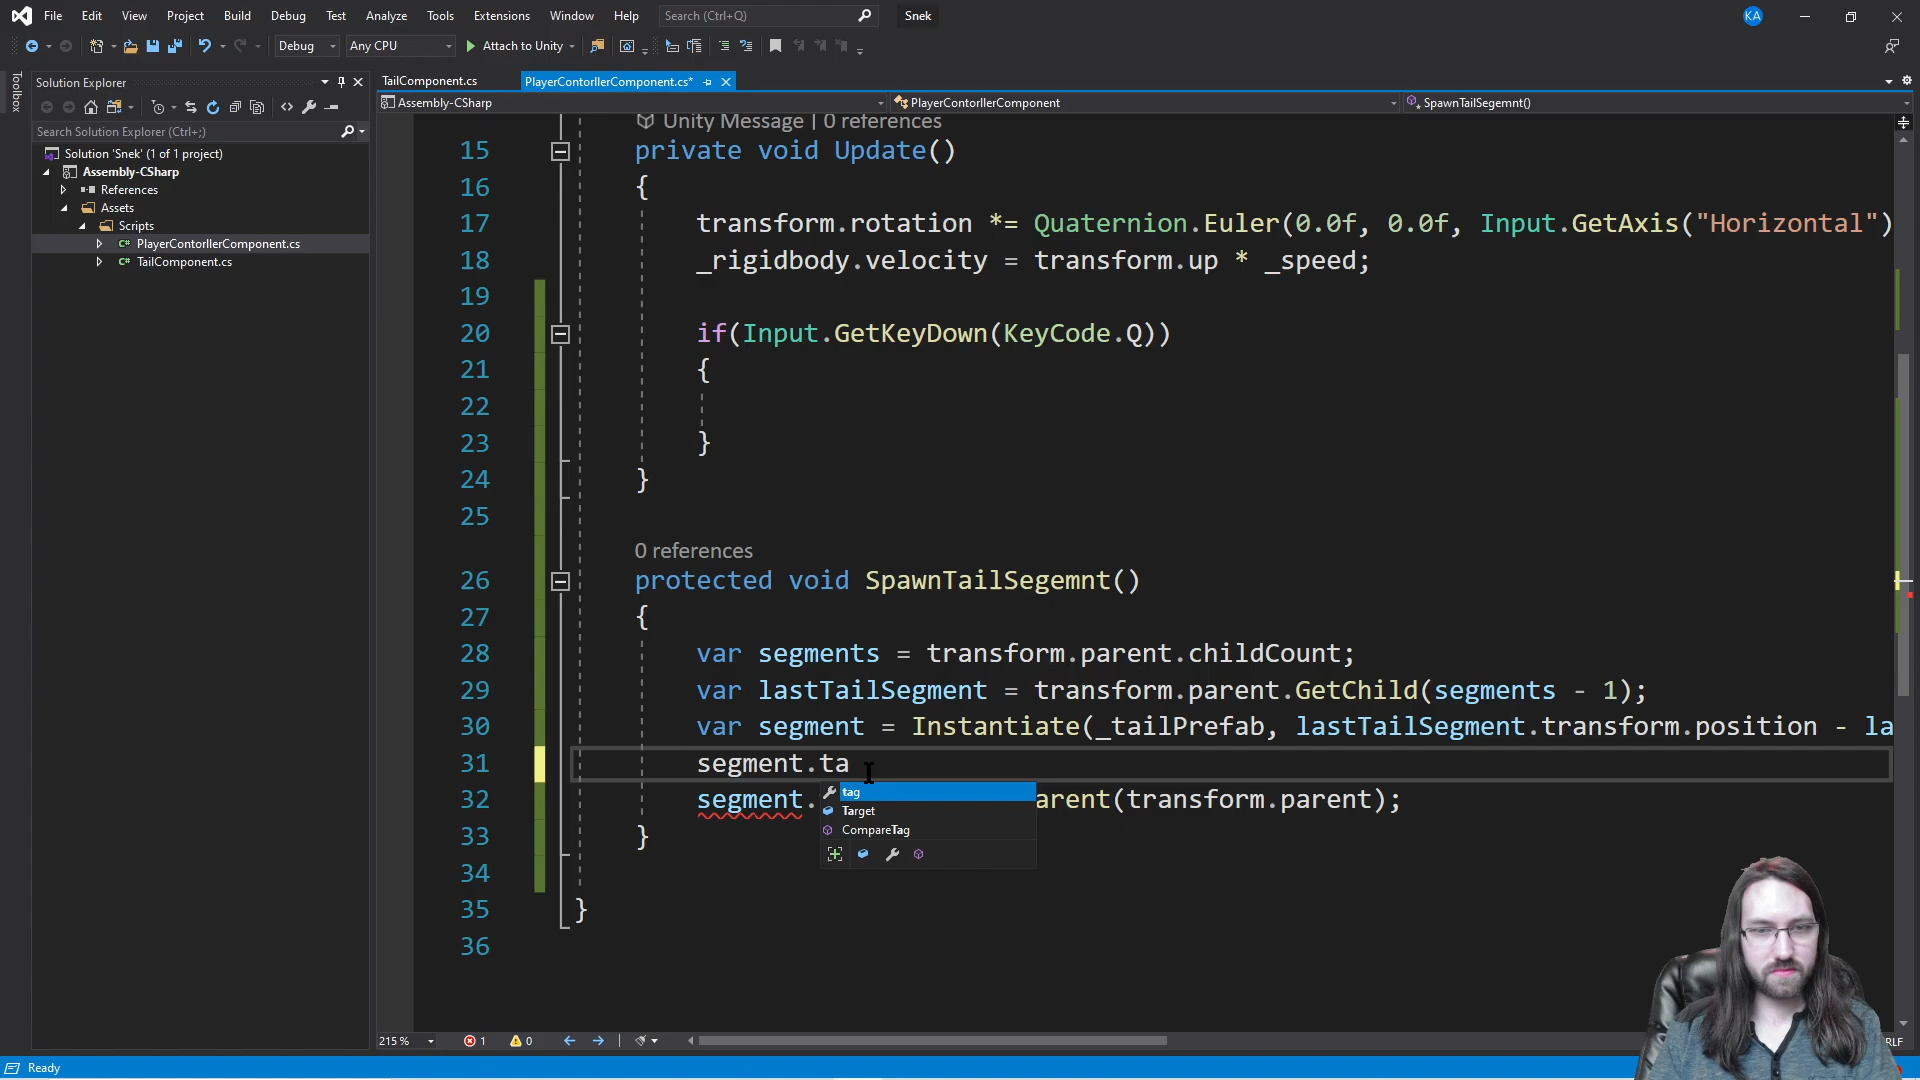 File Edit View Project Build Debug Test Analyze Tools Extensions Window Help Search (Ctrl+Q) Snek KA
Debug Any CPU Attach to Unity
Toolbox
Solution Explorer
Search Solution Explorer (Ctrl+;)
Solution 'Snek' (1 of 1 project)
Assembly-CSharp
References
Assets
Scripts
C# PlayerContorllerComponent.cs
C# TailComponent.cs
TailComponent.cs PlayerContorllerComponent.cs*
Assembly-CSharp PlayerContorllerComponent SpawnTailSegemnt()
Unity Message | 0 references
15 private void Update()
16 {
17 transform.rotation *= Quaternion.Euler(0.0f, 0.0f, Input.GetAxis("Horizontal")
18 _rigidbody.velocity = transform.up * _speed;
19
20 if(Input.GetKeyDown(KeyCode.Q))
21 {
22
23 }
24 }
25
0 references
26 protected void SpawnTailSegemnt()
27 {
28 var segments = transform.parent.childCount;
29 var lastTailSegment = transform.parent.GetChild(segments - 1);
30 var segment = Instantiate(_tailPrefab, lastTailSegment.transform.position - la
31 segment.ta
32 segment. arent(transform.parent);
33 }
34
35 }
36
tag
Target
CompareTag
215 % 1 0 RLF
Ready